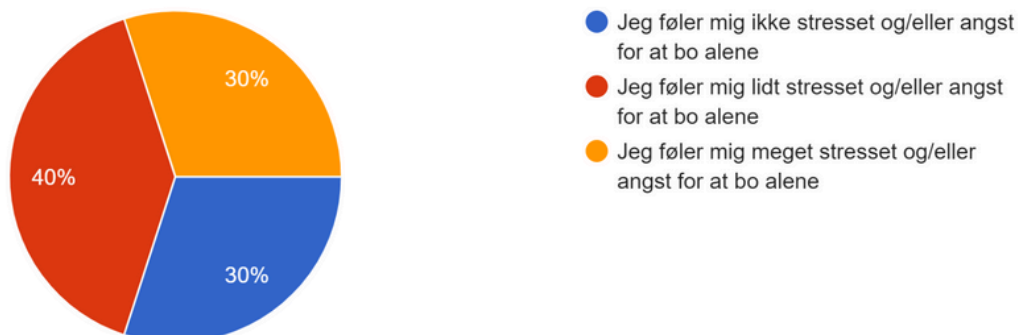 30%
40%
30%
Jeg føler mig ikke stresset og/eller angst
for at bo alene
Jeg føler mig lidt stresset og/eller angst
for at bo alene
Jeg føler mig meget stresset og/eller
angst for at bo alene